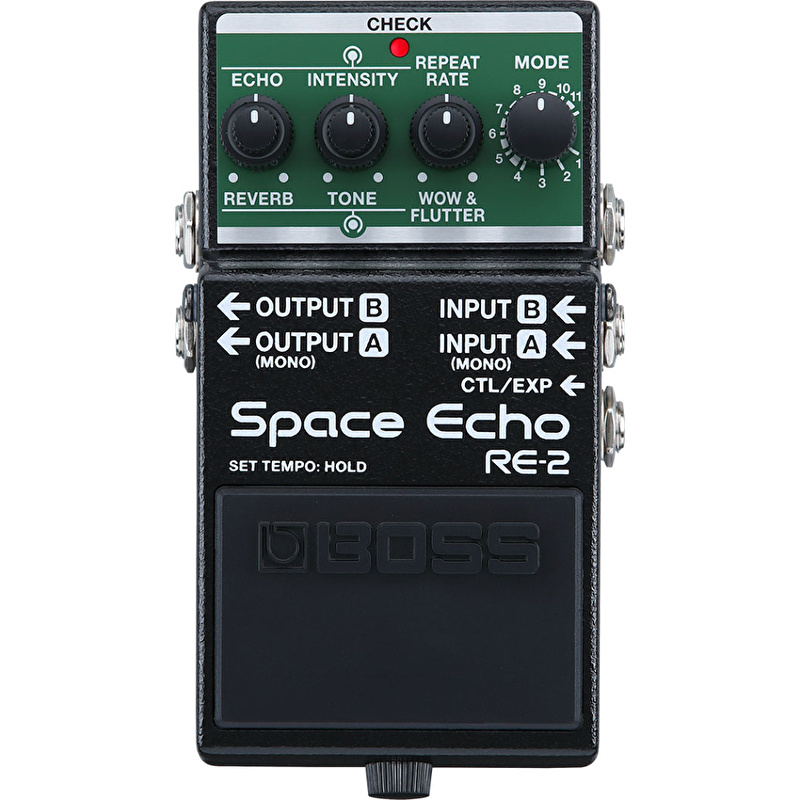 CHECK
ECHO INTENSITY REPEAT RATE MODE
1 2 3 4 5 6 7 8 9 10 11
REVERB TONE WOW & FLUTTER
OUTPUT B INPUT B
OUTPUT A INPUT A
(MONO) (MONO)
CTL/EXP
Space Echo
SET TEMPO: HOLD RE-2
BOSS